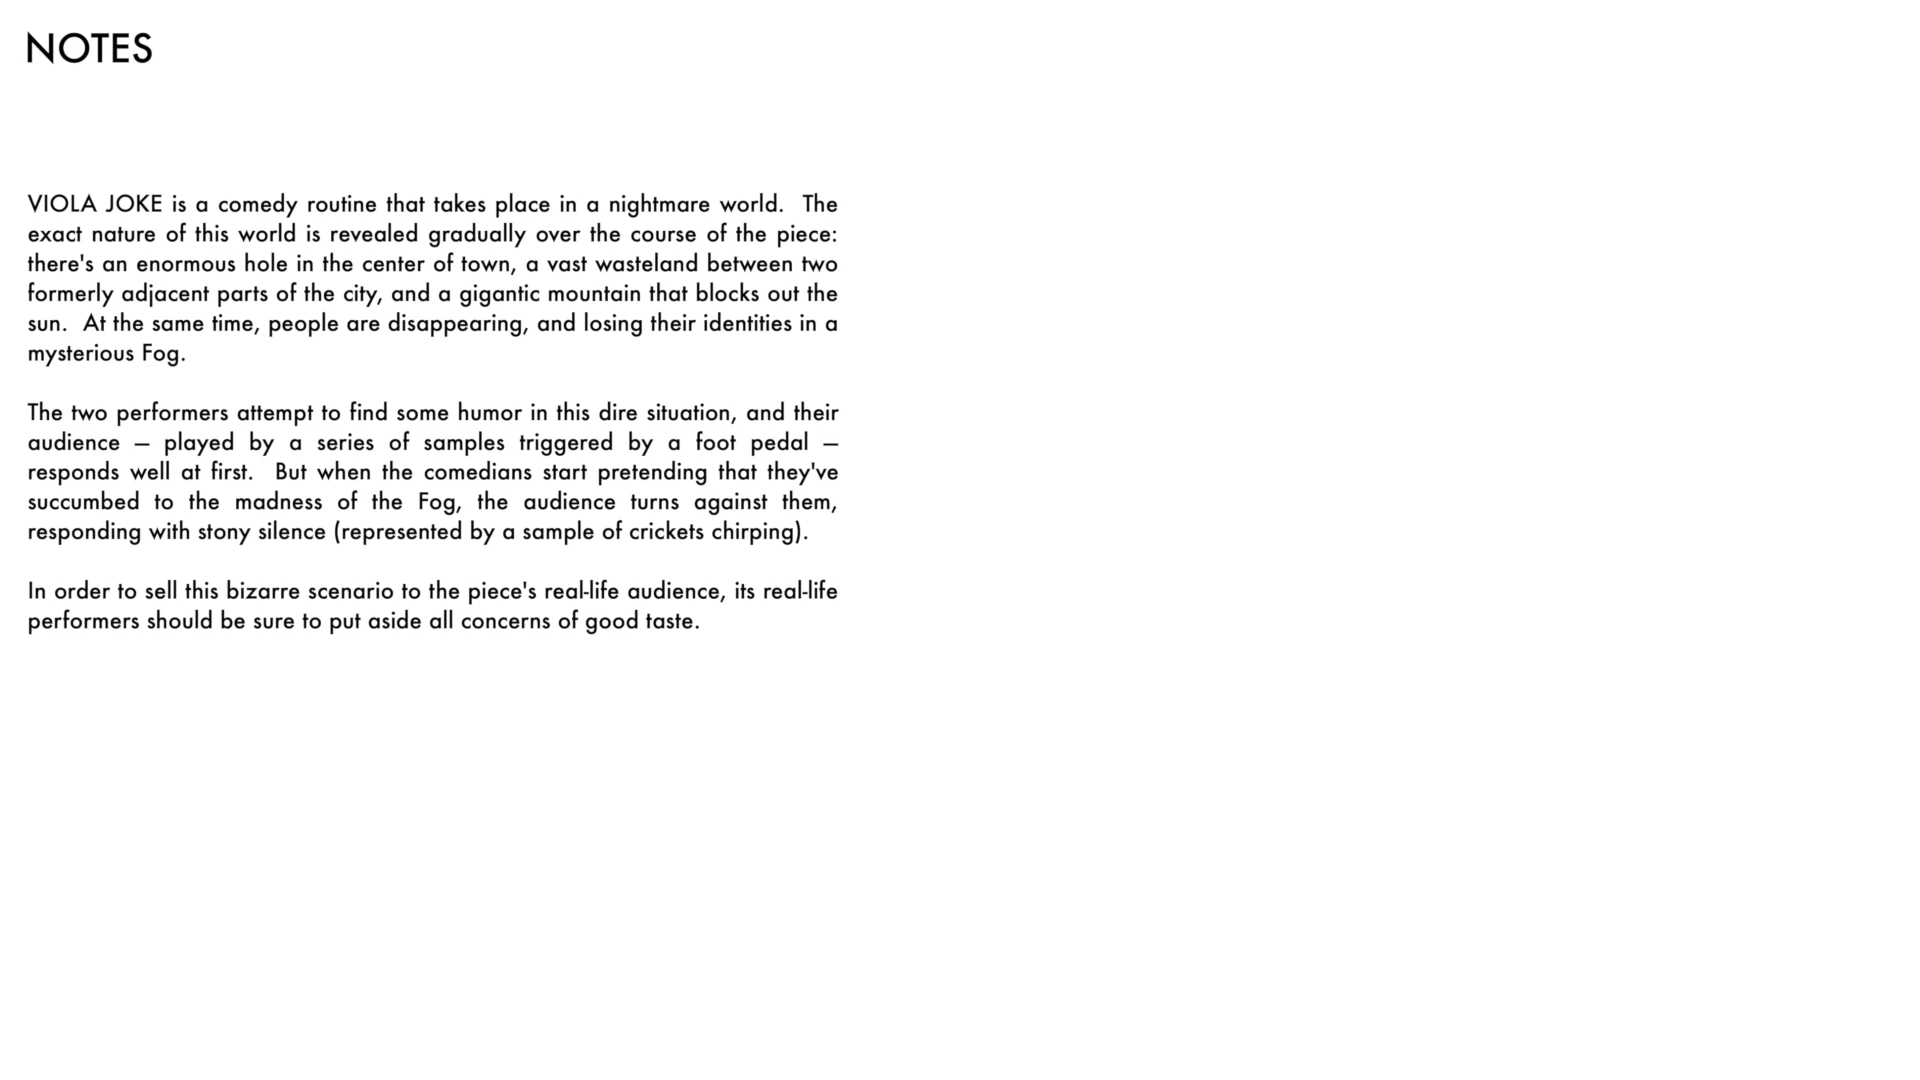 NOTES
VIOLA JOKE is a comedy routine that takes place in a nightmare world.  The
exact nature of this world is revealed gradually over the course of the piece:
there's an enormous hole in the center of town, a vast wasteland between two
formerly adjacent parts of the city, and a gigantic mountain that blocks out the
sun.  At the same time, people are disappearing, and losing their identities in a
mysterious Fog.
The two performers attempt to find some humor in this dire situation, and their
audience – played by a series of samples triggered by a foot pedal –
responds well at first.  But when the comedians start pretending that they've
succumbed to the madness of the Fog, the audience turns against them,
responding with stony silence (represented by a sample of crickets chirping).
In order to sell this bizarre scenario to the piece's real-life audience, its real-life
performers should be sure to put aside all concerns of good taste.